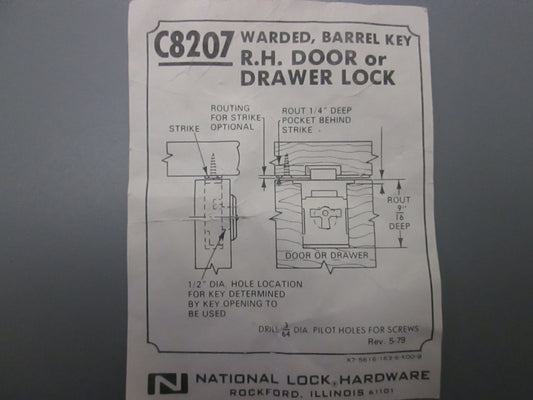 C8207 WARDED, BARREL KEY
R.H. DOOR or
DRAWER LOCK
ROUTING
FOR STRIKE
OPTIONAL
STRIKE
ROUT 1/4" DEEP
POCKET BEHIND
STRIKE
ROUT
9/16"
DEEP
DOOR OR DRAWER
1/2" DIA. HOLE LOCATION
FOR KEY DETERMINED
BY KEY OPENING TO
BE USED
DRILL 3/64 DIA. PILOT HOLES FOR SCREWS
Rev. 5-79
N NATIONAL LOCK, HARDWARE
ROCKFORD, ILLINOIS 61101